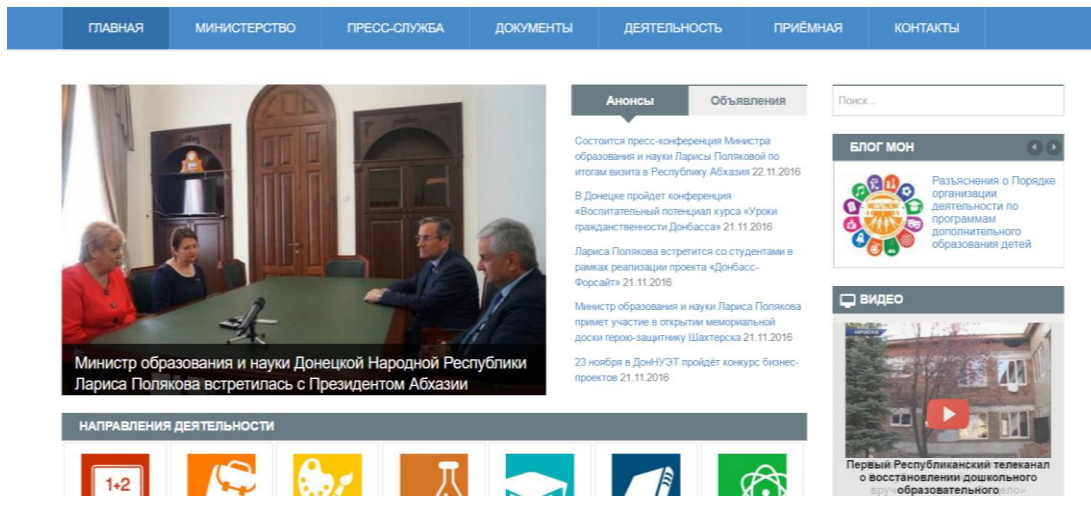 ГЛАВНАЯ
МИНИСТЕРСТВО
ПРЕСС-СЛУЖБА
ДОКУМЕНТЫ
ДЕЯТЕЛЬНОСТЬ
ПРИЁМНАЯ
КОНТАКТЫ
Министр образования и науки Донецкой Народной Республики
Лариса Полякова встретилась с Президентом Абхазии
Анонсы
Объявления
Состоится пресс-конференция Министра
образования и науки Ларисы Поляковой по
итогам визита в Республику Абхазия 22.11.2016
В Донецке пройдет конференция
«Воспитательный потенциал курса «Уроки
гражданственности Донбасса» 21.11.2016
Лариса Полякова встретится со студентами в
рамках реализации проекта «Донбасс-
Форсайт» 21.11.2016
Министр образования и науки Лариса Полякова
примет участие в открытии мемориальной
доски герою-защитнику Шахтерска 21.11.2016
23 ноября в ДонНУЭТ пройдёт конкурс бизнес-
проектов 21.11.2016
Поиск...
БЛОГ МОН
Разъяснения о Порядке
организации
деятельности по
программам
дополнительного
образования детей
ВИДЕО
Первый Республиканский телеканал
о восстановлении дошкольного
образовательного
НАПРАВЛЕНИЯ ДЕЯТЕЛЬНОСТИ
1+2